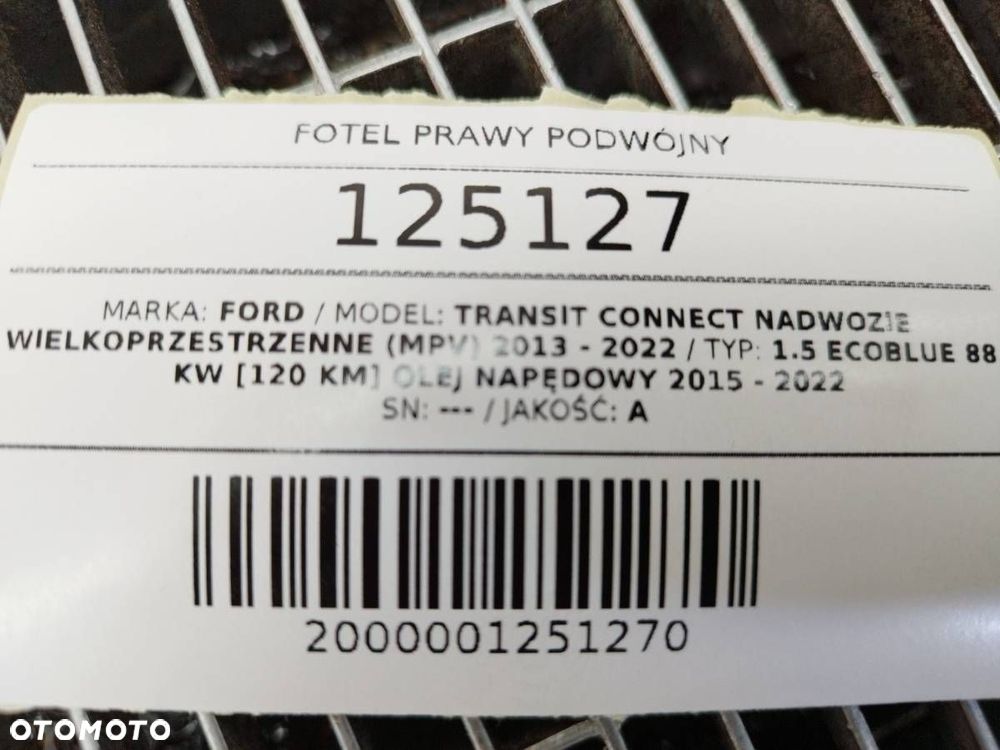 FOTEL PRAWY PODWÓJNY
125127
MARKA: FORD / MODEL: TRANSIT CONNECT NADWOZIE
WIELKOPRZESTRZENNE (MPV) 2013 - 2022 / TYP: 1.5 ECOBLUE 88
KW [120 KM] OLEJ NAPĘDOWY 2015 - 2022
SN: --- / JAKOŚĆ: A
2000001251270
OTOMOTO